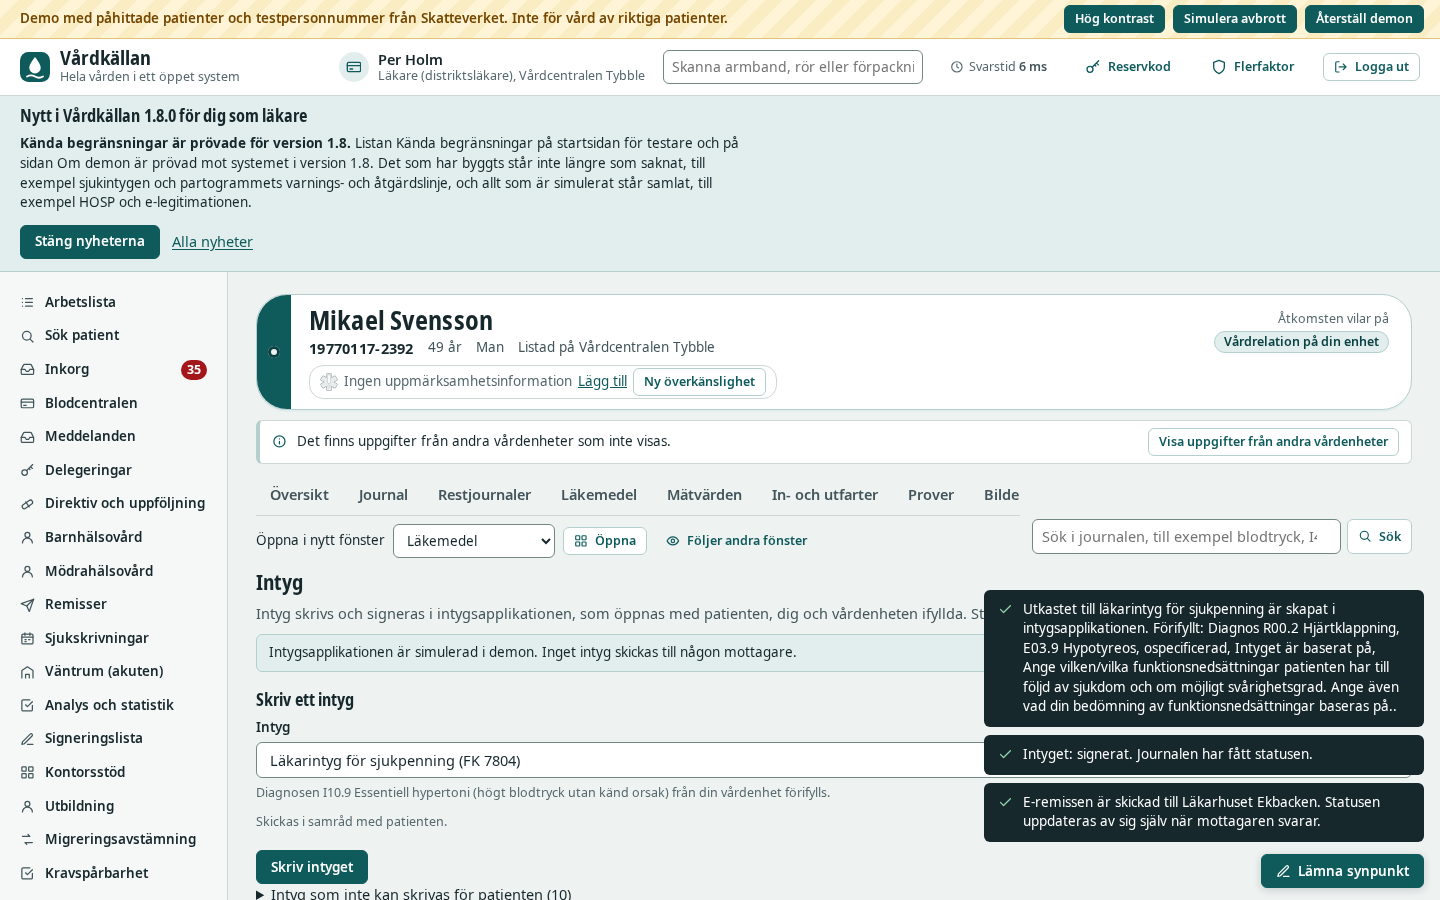 Demo med påhittade patienter och testpersonnummer från Skatteverket. Inte för vård av riktiga patienter.
Hög kontrast
Simulera avbrott
Återställ demon
Vårdkällan
Hela vården i ett öppet system
Per Holm
Läkare (distriktsläkare), Vårdcentralen Tybble
Skanna armband, rör eller förpackni
Svarstid 6 ms
Reservkod
Flerfaktor
Logga ut
Nytt i Vårdkällan 1.8.0 för dig som läkare
Kända begränsningar är prövade för version 1.8. Listan Kända begränsningar på startsidan för testare och på
sidan Om demon är prövad mot systemet i version 1.8. Det som har byggts står inte längre som saknat, till
exempel sjukintygen och partogrammets varnings- och åtgärdslinje, och allt som är simulerat står samlat, till
exempel HOSP och e-legitimationen.
Stäng nyheterna
Alla nyheter
Arbetslista
Sök patient
Inkorg
35
Blodcentralen
Meddelanden
Delegeringar
Direktiv och uppföljning
Barnhälsovård
Mödrahälsovård
Remisser
Sjukskrivningar
Väntrum (akuten)
Analys och statistik
Signeringslista
Kontorsstöd
Utbildning
Migreringsavstämning
Kravspårbarhet
Mikael Svensson
19770117-2392
49 år
Man
Listad på Vårdcentralen Tybble
Ingen uppmärksamhetsinformation
Lägg till
Ny överkänslighet
Åtkomsten vilar på
Vårdrelation på din enhet
Det finns uppgifter från andra vårdenheter som inte visas.
Visa uppgifter från andra vårdenheter
Översikt
Journal
Restjournaler
Läkemedel
Mätvärden
In- och utfarter
Prover
Bilde
Öppna i nytt fönster
Läkemedel
Öppna
Följer andra fönster
Sök i journalen, till exempel blodtryck, I4
Sök
Intyg
Intyg skrivs och signeras i intygsapplikationen, som öppnas med patienten, dig och vårdenheten ifyllda. St
Intygsapplikationen är simulerad i demon. Inget intyg skickas till någon mottagare.
Skriv ett intyg
Intyg
Läkarintyg för sjukpenning (FK 7804)
Diagnosen I10.9 Essentiell hypertoni (högt blodtryck utan känd orsak) från din vårdenhet förifylls.
Skickas i samråd med patienten.
Skriv intyget
Intyg som inte kan skrivas för patienten (10)
Utkastet till läkarintyg för sjukpenning är skapat i
intygsapplikationen. Förifyllt: Diagnos R00.2 Hjärtklappning,
E03.9 Hypotyreos, ospecificerad, Intyget är baserat på,
Ange vilken/vilka funktionsnedsättningar patienten har till
följd av sjukdom och om möjligt svårighetsgrad. Ange även
vad din bedömning av funktionsnedsättningar baseras på..
Intyget: signerat. Journalen har fått statusen.
E-remissen är skickad till Läkarhuset Ekbacken. Statusen
uppdateras av sig själv när mottagaren svarar.
Lämna synpunkt